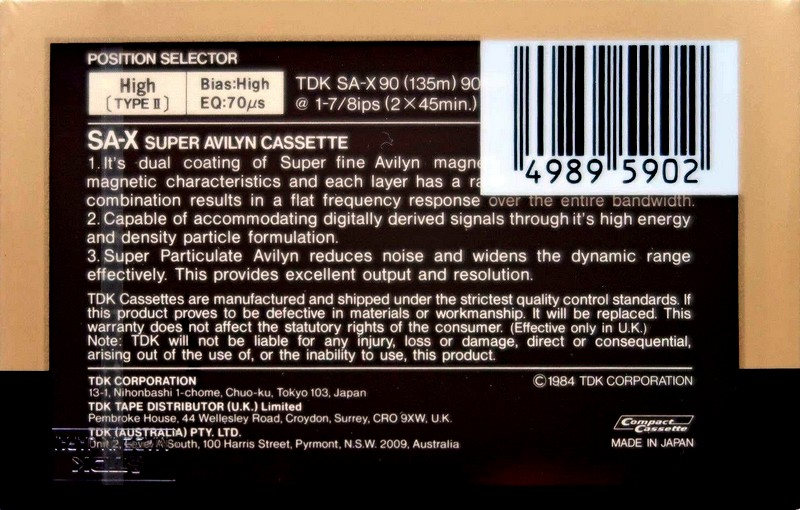 POSITION SELECTOR
High Bias:High TDK SA-X90 (135m) 90
(TYPE II) EQ:70μs @ 1-7/8ips (2×45min.)
4989 5902
SA-X SUPER AVILYN CASSETTE
1. It's dual coating of Super fine Avilyn magne
magnetic characteristics and each layer has a
combination results in a flat frequency response over the entire bandwidth.
2. Capable of accommodating digitally derived signals through it's high energy
and density particle formulation.
3. Super Particulate Avilyn reduces noise and widens the dynamic range
effectively. This provides excellent output and resolution.
TDK Cassettes are manufactured and shipped under the strictest quality control standards. If
this product proves to be defective in materials or workmanship. It will be replaced. This
warranty does not affect the statutory rights of the consumer. (Effective only in U.K.)
Note: TDK will not be liable for any injury, loss or damage, direct or consequential,
arising out of the use of, or the inability to use, this product.
TDK CORPORATION ©1984 TDK CORPORATION
13-1, Nihonbashi 1-chome, Chuo-ku, Tokyo 103, Japan
TDK TAPE DISTRIBUTOR (U.K.) Limited
Pembroke House, 44 Wellesley Road, Croydon, Surrey, CRO 9XW, U.K.
TDK (AUSTRALIA) PTY. LTD.
Unit 2, Level A South, 100 Harris Street, Pyrmont, N.S.W. 2009, Australia
Compact
Cassette
MADE IN JAPAN